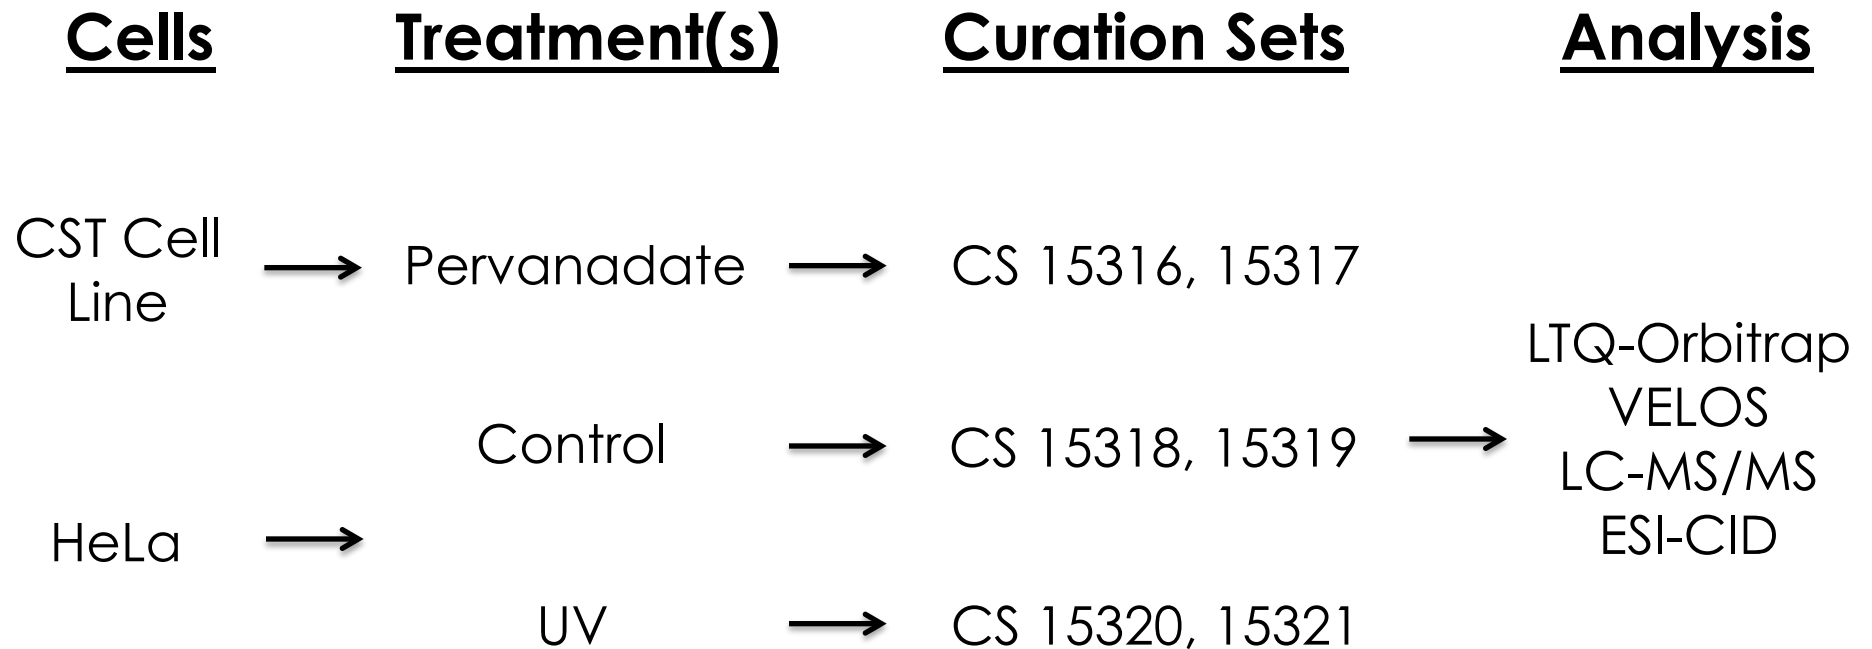 Cells Treatment(s) Curation Sets Analysis
CST Cell
Line
Pervanadate
CS 15316, 15317
Control
CS 15318, 15319
HeLa
UV
CS 15320, 15321
LTQ-Orbitrap
VELOS
LC-MS/MS
ESI-CID